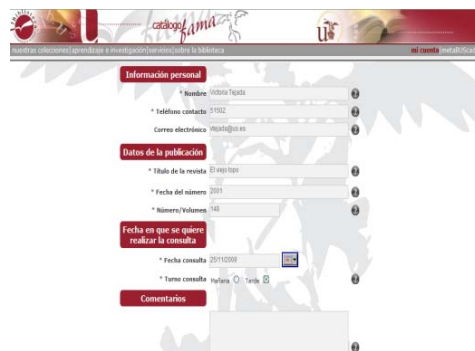 catálogo fama
nuestras colecciones|aprendizaje e investigación|servicios|sobre la biblioteca
mi cuenta|metaBUScador
Información personal
* Nombre Victoria Tejada
* Teléfono contacto 51502
Correo electrónico vtejada@us.es
Datos de la publicación
* Título de la revista El viejo topo
* Fecha del número 2001
* Número/Volumen 148
Fecha en que se quiere
realizar la consulta
* Fecha consulta 25/11/2008
* Turno consulta Mañana Tarde
Comentarios